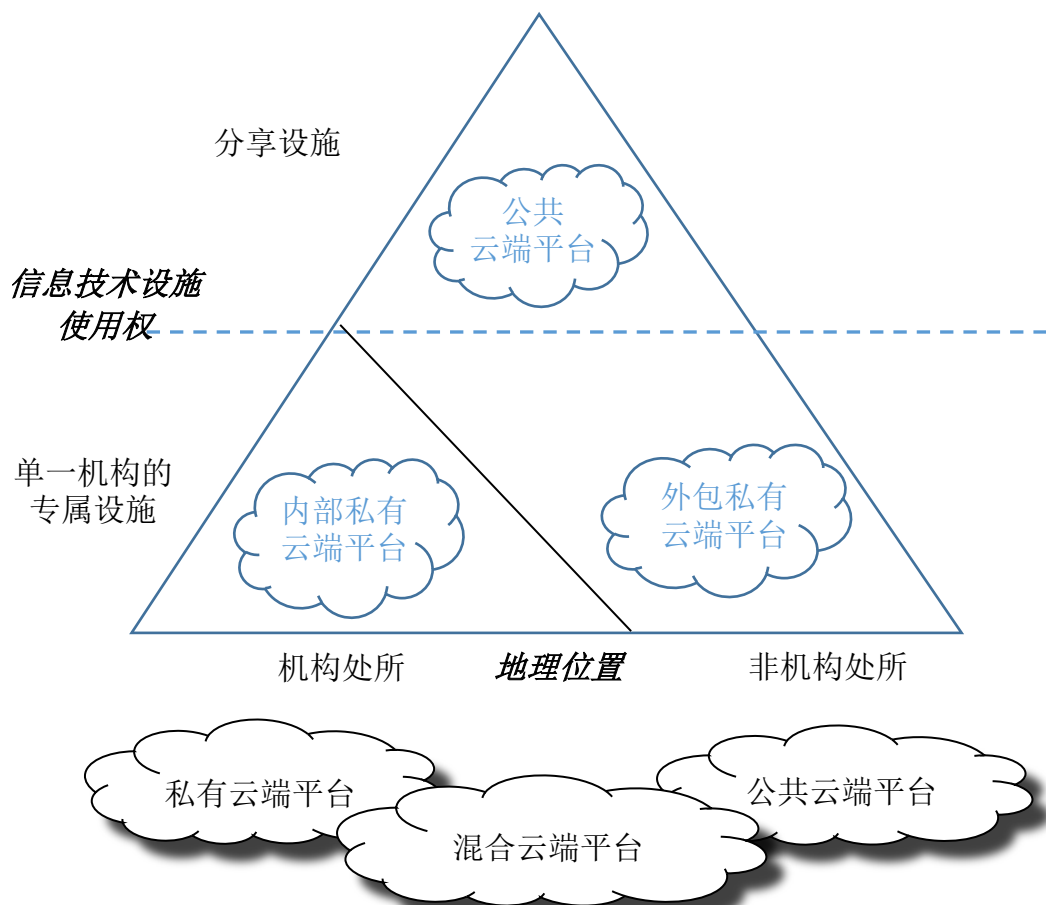 分享设施
公共
云端平台
信息技术设施
使用权
单一机构的
专属设施
内部私有
云端平台
外包私有
云端平台
机构处所
地理位置
非机构处所
私有云端平台
公共云端平台
混合云端平台